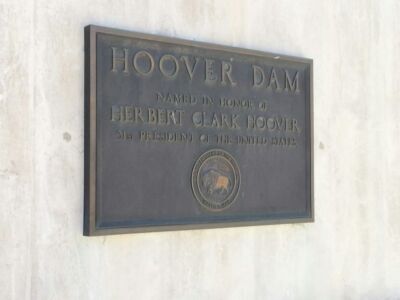 HOOVER DAM
NAMED IN HONOR OF
HERBERT CLARK HOOVER
31ST PRESIDENT OF THE UNITED STATES